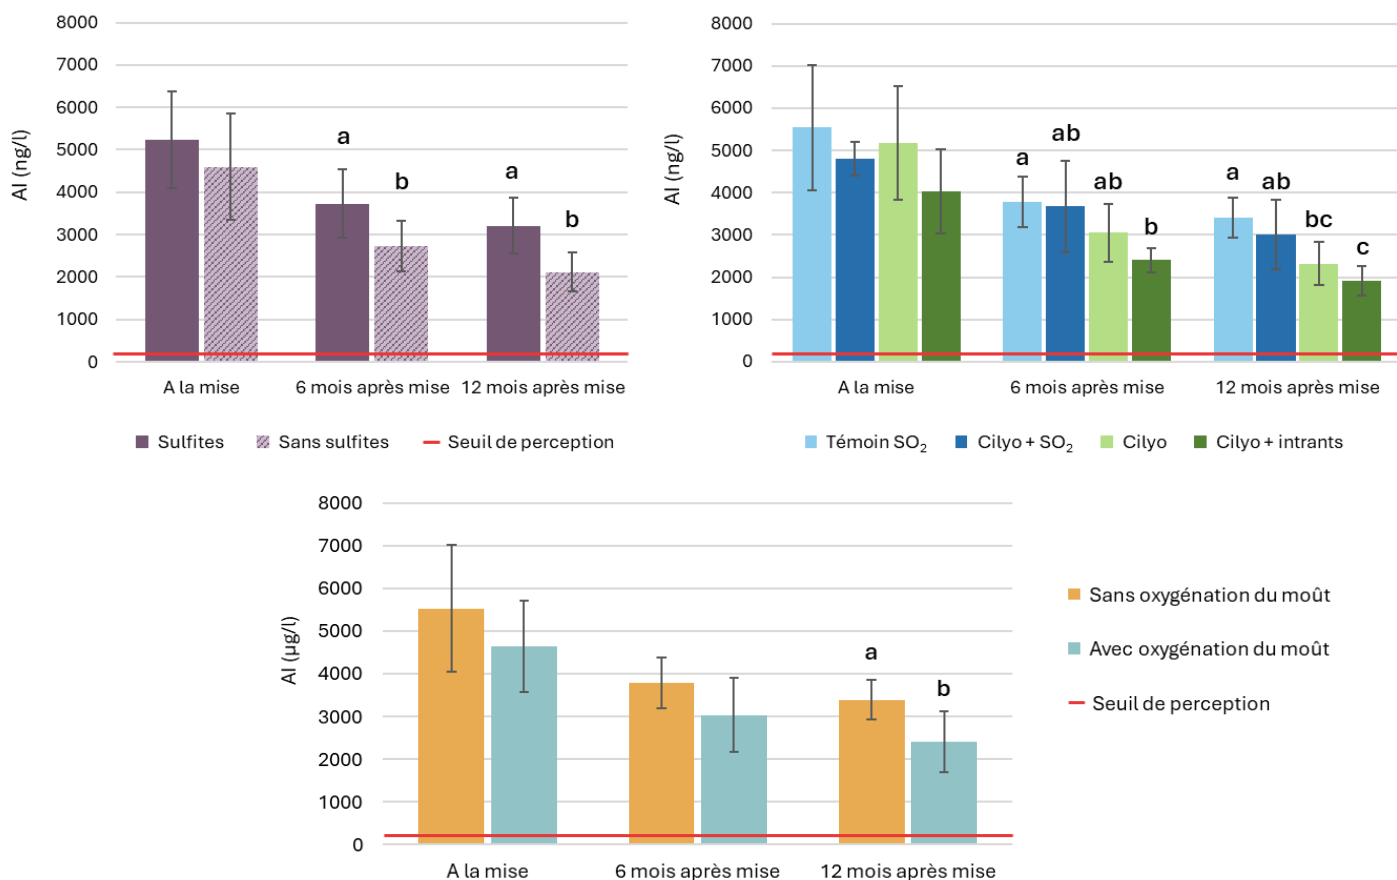 8000
7000
6000
5000
4000
3000
2000
1000
0
AI (ng/l)
a
b
a
b
A la mise
6 mois après mise
12 mois après mise
Sulfites
Sans sulfites
Seuil de perception
8000
7000
6000
5000
4000
3000
2000
1000
0
AI (ng/l)
a
ab
ab
b
a
ab
bc
c
A la mise
6 mois après mise
12 mois après mise
Témoin SO₂
Cilyo + SO₂
Cilyo
Cilyo + intrants
8000
7000
6000
5000
4000
3000
2000
1000
0
AI (µg/l)
a
b
A la mise
6 mois après mise
12 mois après mise
Sans oxygénation du moût
Avec oxygénation du moût
Seuil de perception